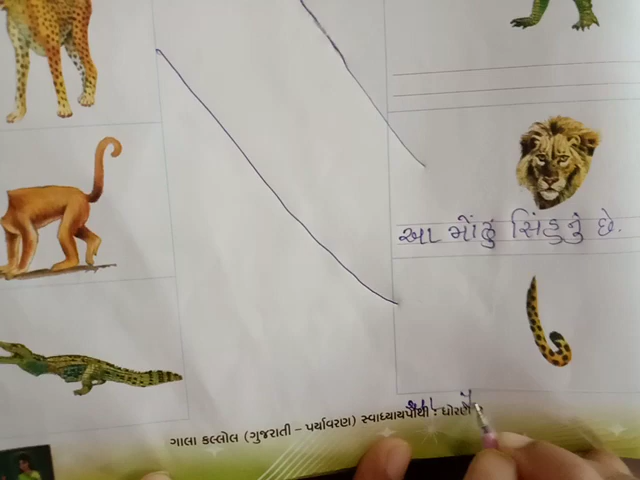 આ મોંઢું સિંહનું છે.
આ
ગાલા કલ્લોલ (ગુજરાતી – પર્યાવરણ) સ્વાધ્યાયપોથી : ધોરણ